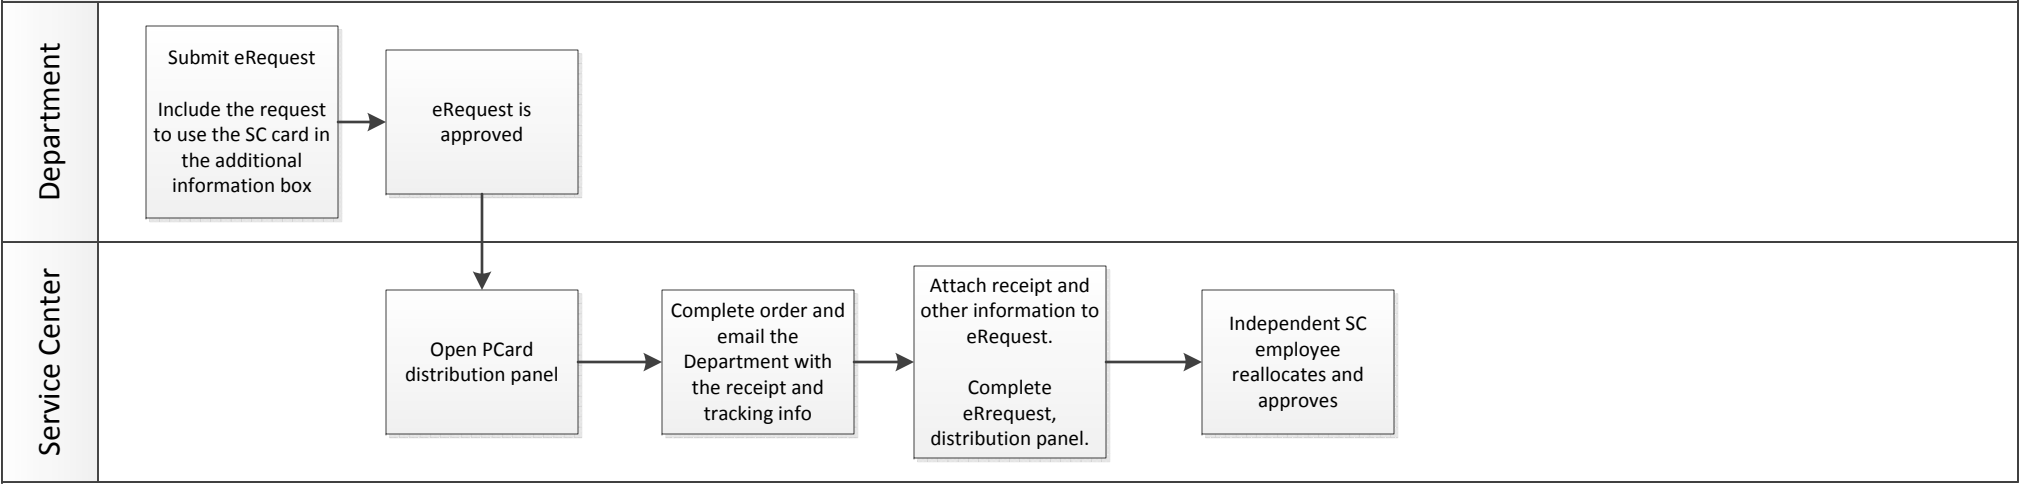 Department
Submit eRequest
Include the request
to use the SC card in
the additional
information box
eRequest is
approved
Service Center
Open PCard
distribution panel
Complete order and
email the
Department with
the receipt and
tracking info
Attach receipt and
other information to
eRequest.
Complete
eRrequest,
distribution panel.
Independent SC
employee
reallocates and
approves